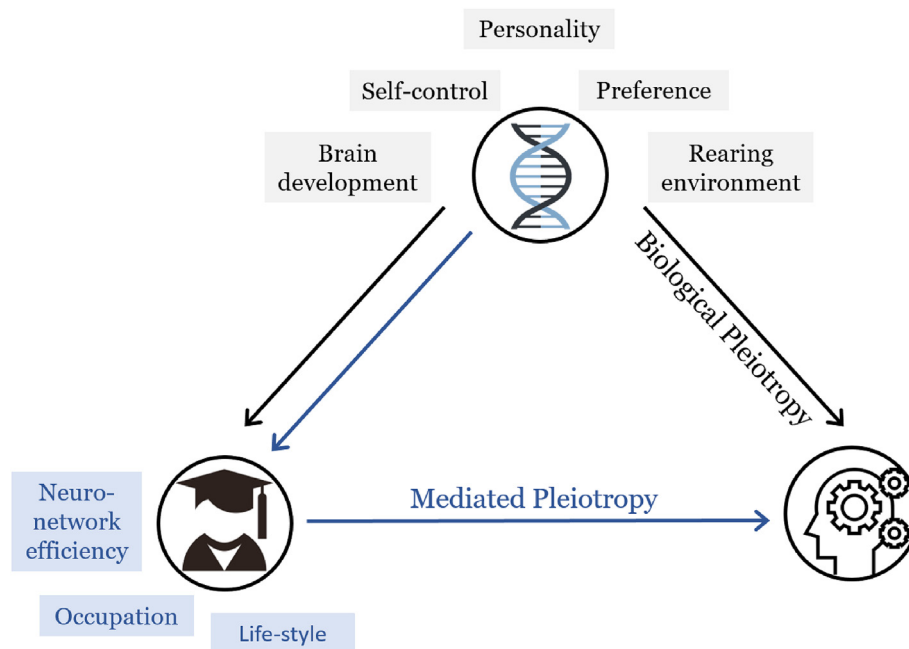 Personality
Self-control
Preference
Brain
development
Rearing
environment
Biological Pleiotropy
Neuro-
network
efficiency
Mediated Pleiotropy
Occupation
Life-style